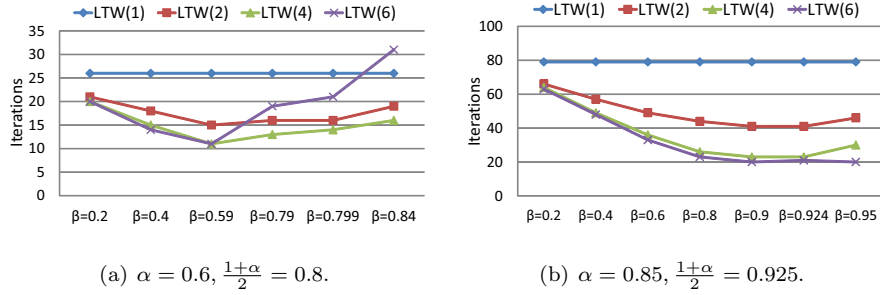 LTW(1) LTW(2) LTW(4) LTW(6)
35
30
25
20
15
10
5
0
Iterations
β=0.2 β=0.4 β=0.59 β=0.79 β=0.799 β=0.84
(a) α = 0.6, 1+α/2 = 0.8.
LTW(1) LTW(2) LTW(4) LTW(6)
100
80
60
40
20
0
Iterations
β=0.2 β=0.4 β=0.6 β=0.8 β=0.9 β=0.924 β=0.95
(b) α = 0.85, 1+α/2 = 0.925.